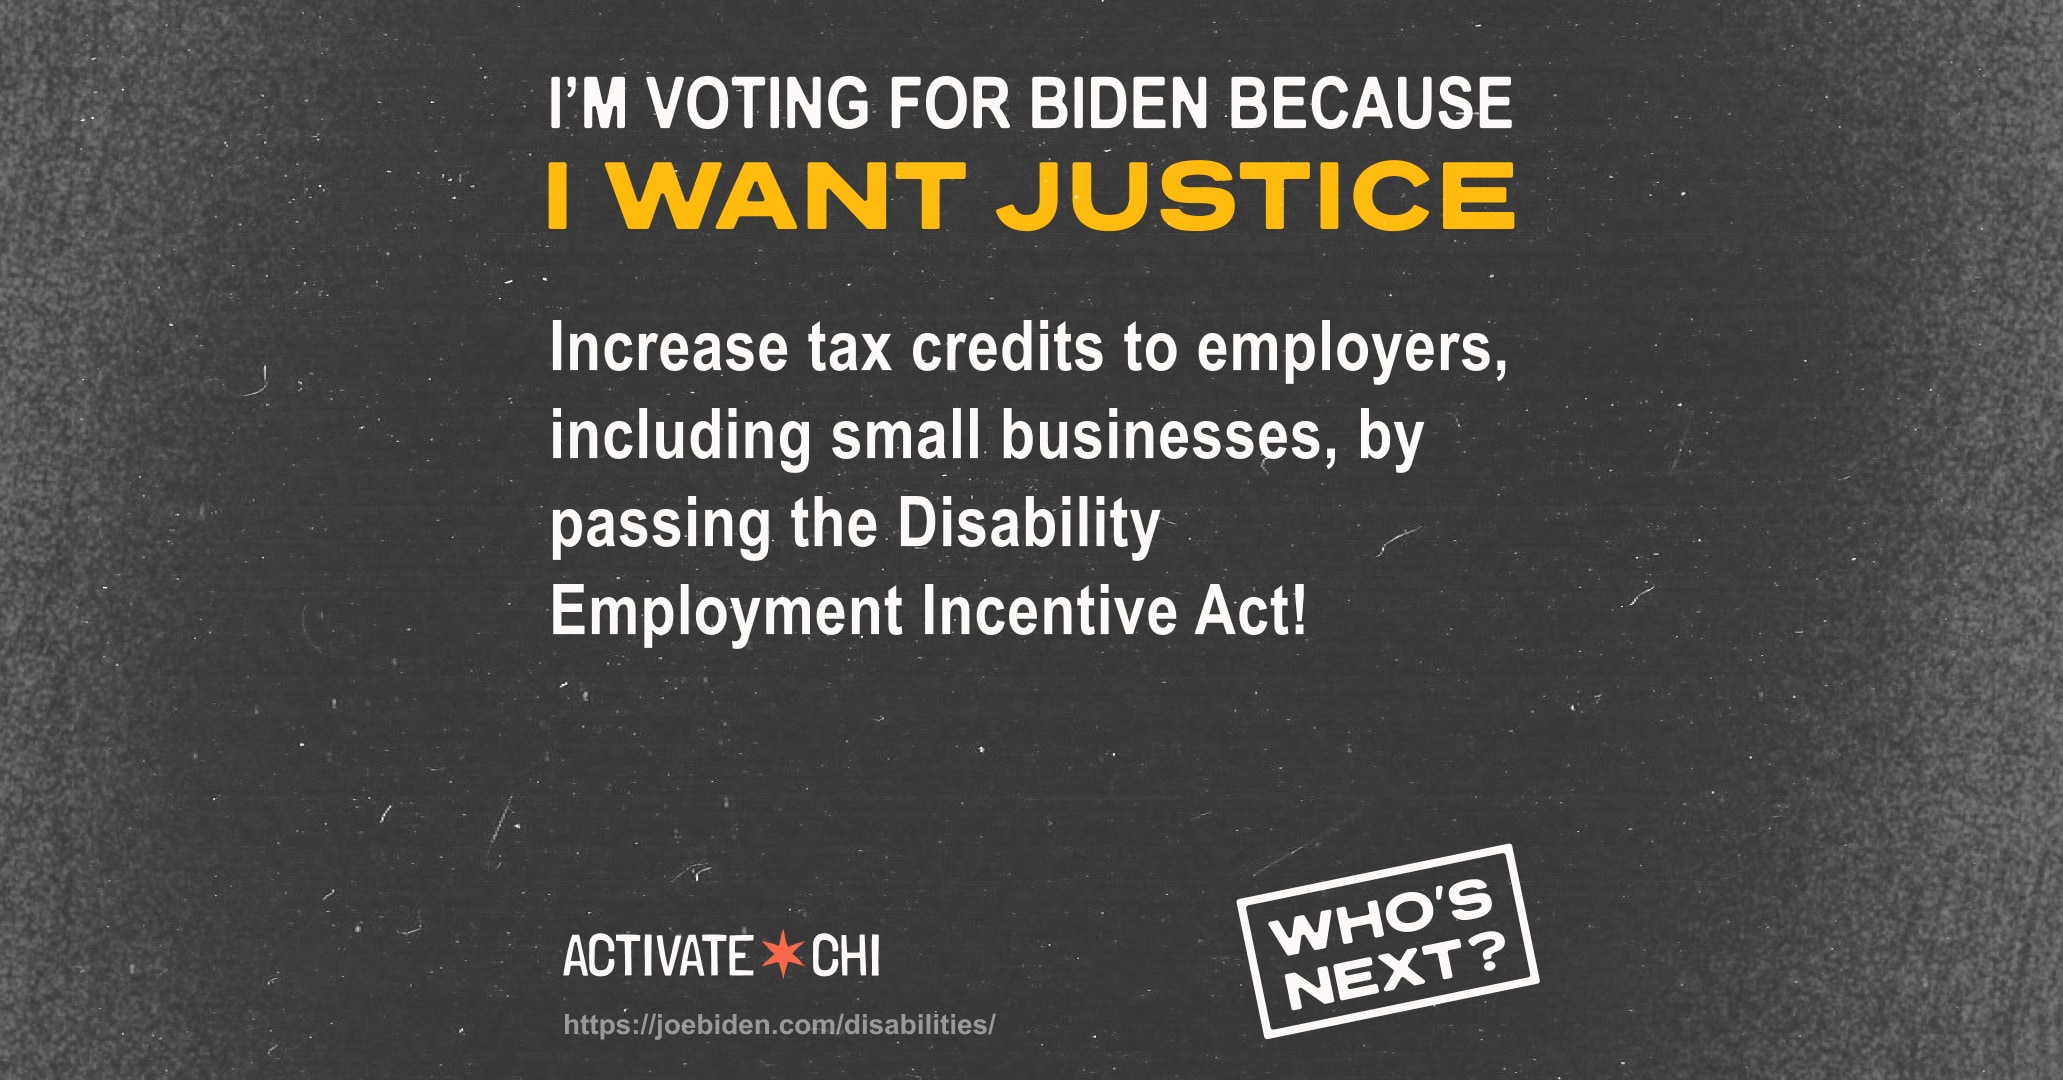 I’M VOTING FOR BIDEN BECAUSE
I WANT JUSTICE
Increase tax credits to employers,
including small businesses, by
passing the Disability
Employment Incentive Act!
ACTIVATE CHI
https://joebiden.com/disabilities/
WHO'S
NEXT?